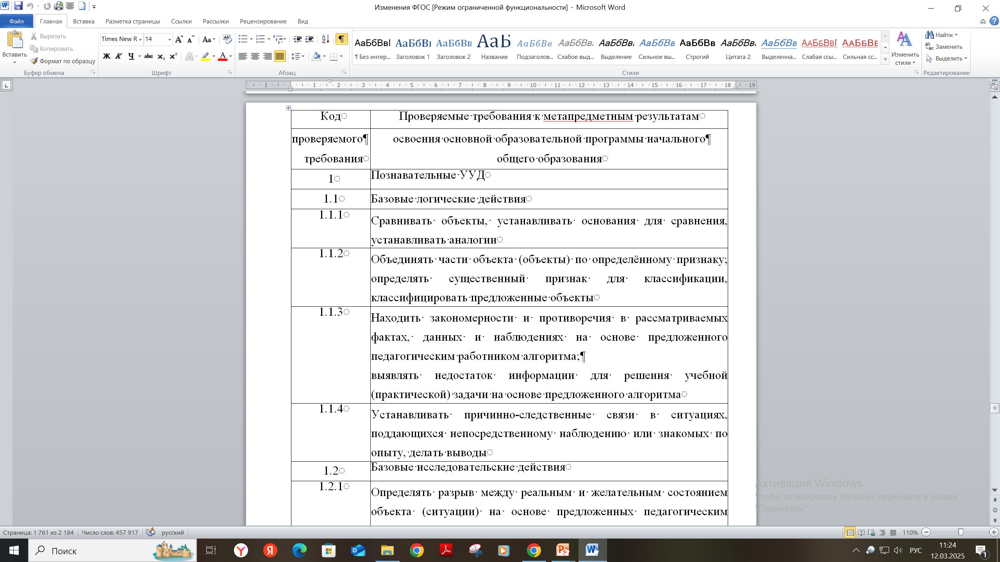 Изменения ФГОС [Режим ограниченной функциональности] - Microsoft Word
Файл Главная Вставка Разметка страницы Ссылки Рассылки Рецензирование Вид
Вставить
Вырезать
Копировать
Формат по образцу
Буфер обмена
Times New R 14
Ж К Ч abc x₂ x²
Шрифт
Абзац
АаБбВвГ АаБбВі АаБбВв АаБ АаБбВв АаБбВвІ АаБбВвІ АаБбВвІ АаБбВв АаБбВвІ АаБбВв ААБбВвГ ААБбВв
¶ Без интер... Заголовок 1 Заголовок 2 Название Подзаголов... Слабое выд... Выделение Сильное вы... Строгий Цитата 2 Выделенна... Слабая ссы... Сильная сс...
Стили
Изменить
стили
Найти
Заменить
Выделить
Редактирование
1 1 2 3 4 5 6 7 8 9 10 11 12 13 14 15 16 17 18 19
Код
Проверяемые требования к метапредметным результатам
проверяемого¶
требования
освоения основной образовательной программы начального¶
общего образования
1
Познавательные УУД
1.1
Базовые логические действия
1.1.1
Сравнивать объекты, устанавливать основания для сравнения,
устанавливать аналогии
1.1.2
Объединять части объекта (объекты) по определённому признаку;
определять существенный признак для классификации,
классифицировать предложенные объекты
1.1.3
Находить закономерности и противоречия в рассматриваемых
фактах, данных и наблюдениях на основе предложенного
педагогическим работником алгоритма;¶
выявлять недостаток информации для решения учебной
(практической) задачи на основе предложенного алгоритма
1.1.4
Устанавливать причинно-следственные связи в ситуациях,
поддающихся непосредственному наблюдению или знакомых по
опыту, делать выводы
1.2
Базовые исследовательские действия
1.2.1
Определять разрыв между реальным и желательным состоянием
объекта (ситуации) на основе предложенных педагогическим
Активация Windows
Чтобы активировать Windows, перейдите в раздел
"Параметры".
Страница: 1 761 из 2 184 Число слов: 457 917 русский 110%
Поиск
РУС
11:24
12.03.2025
1